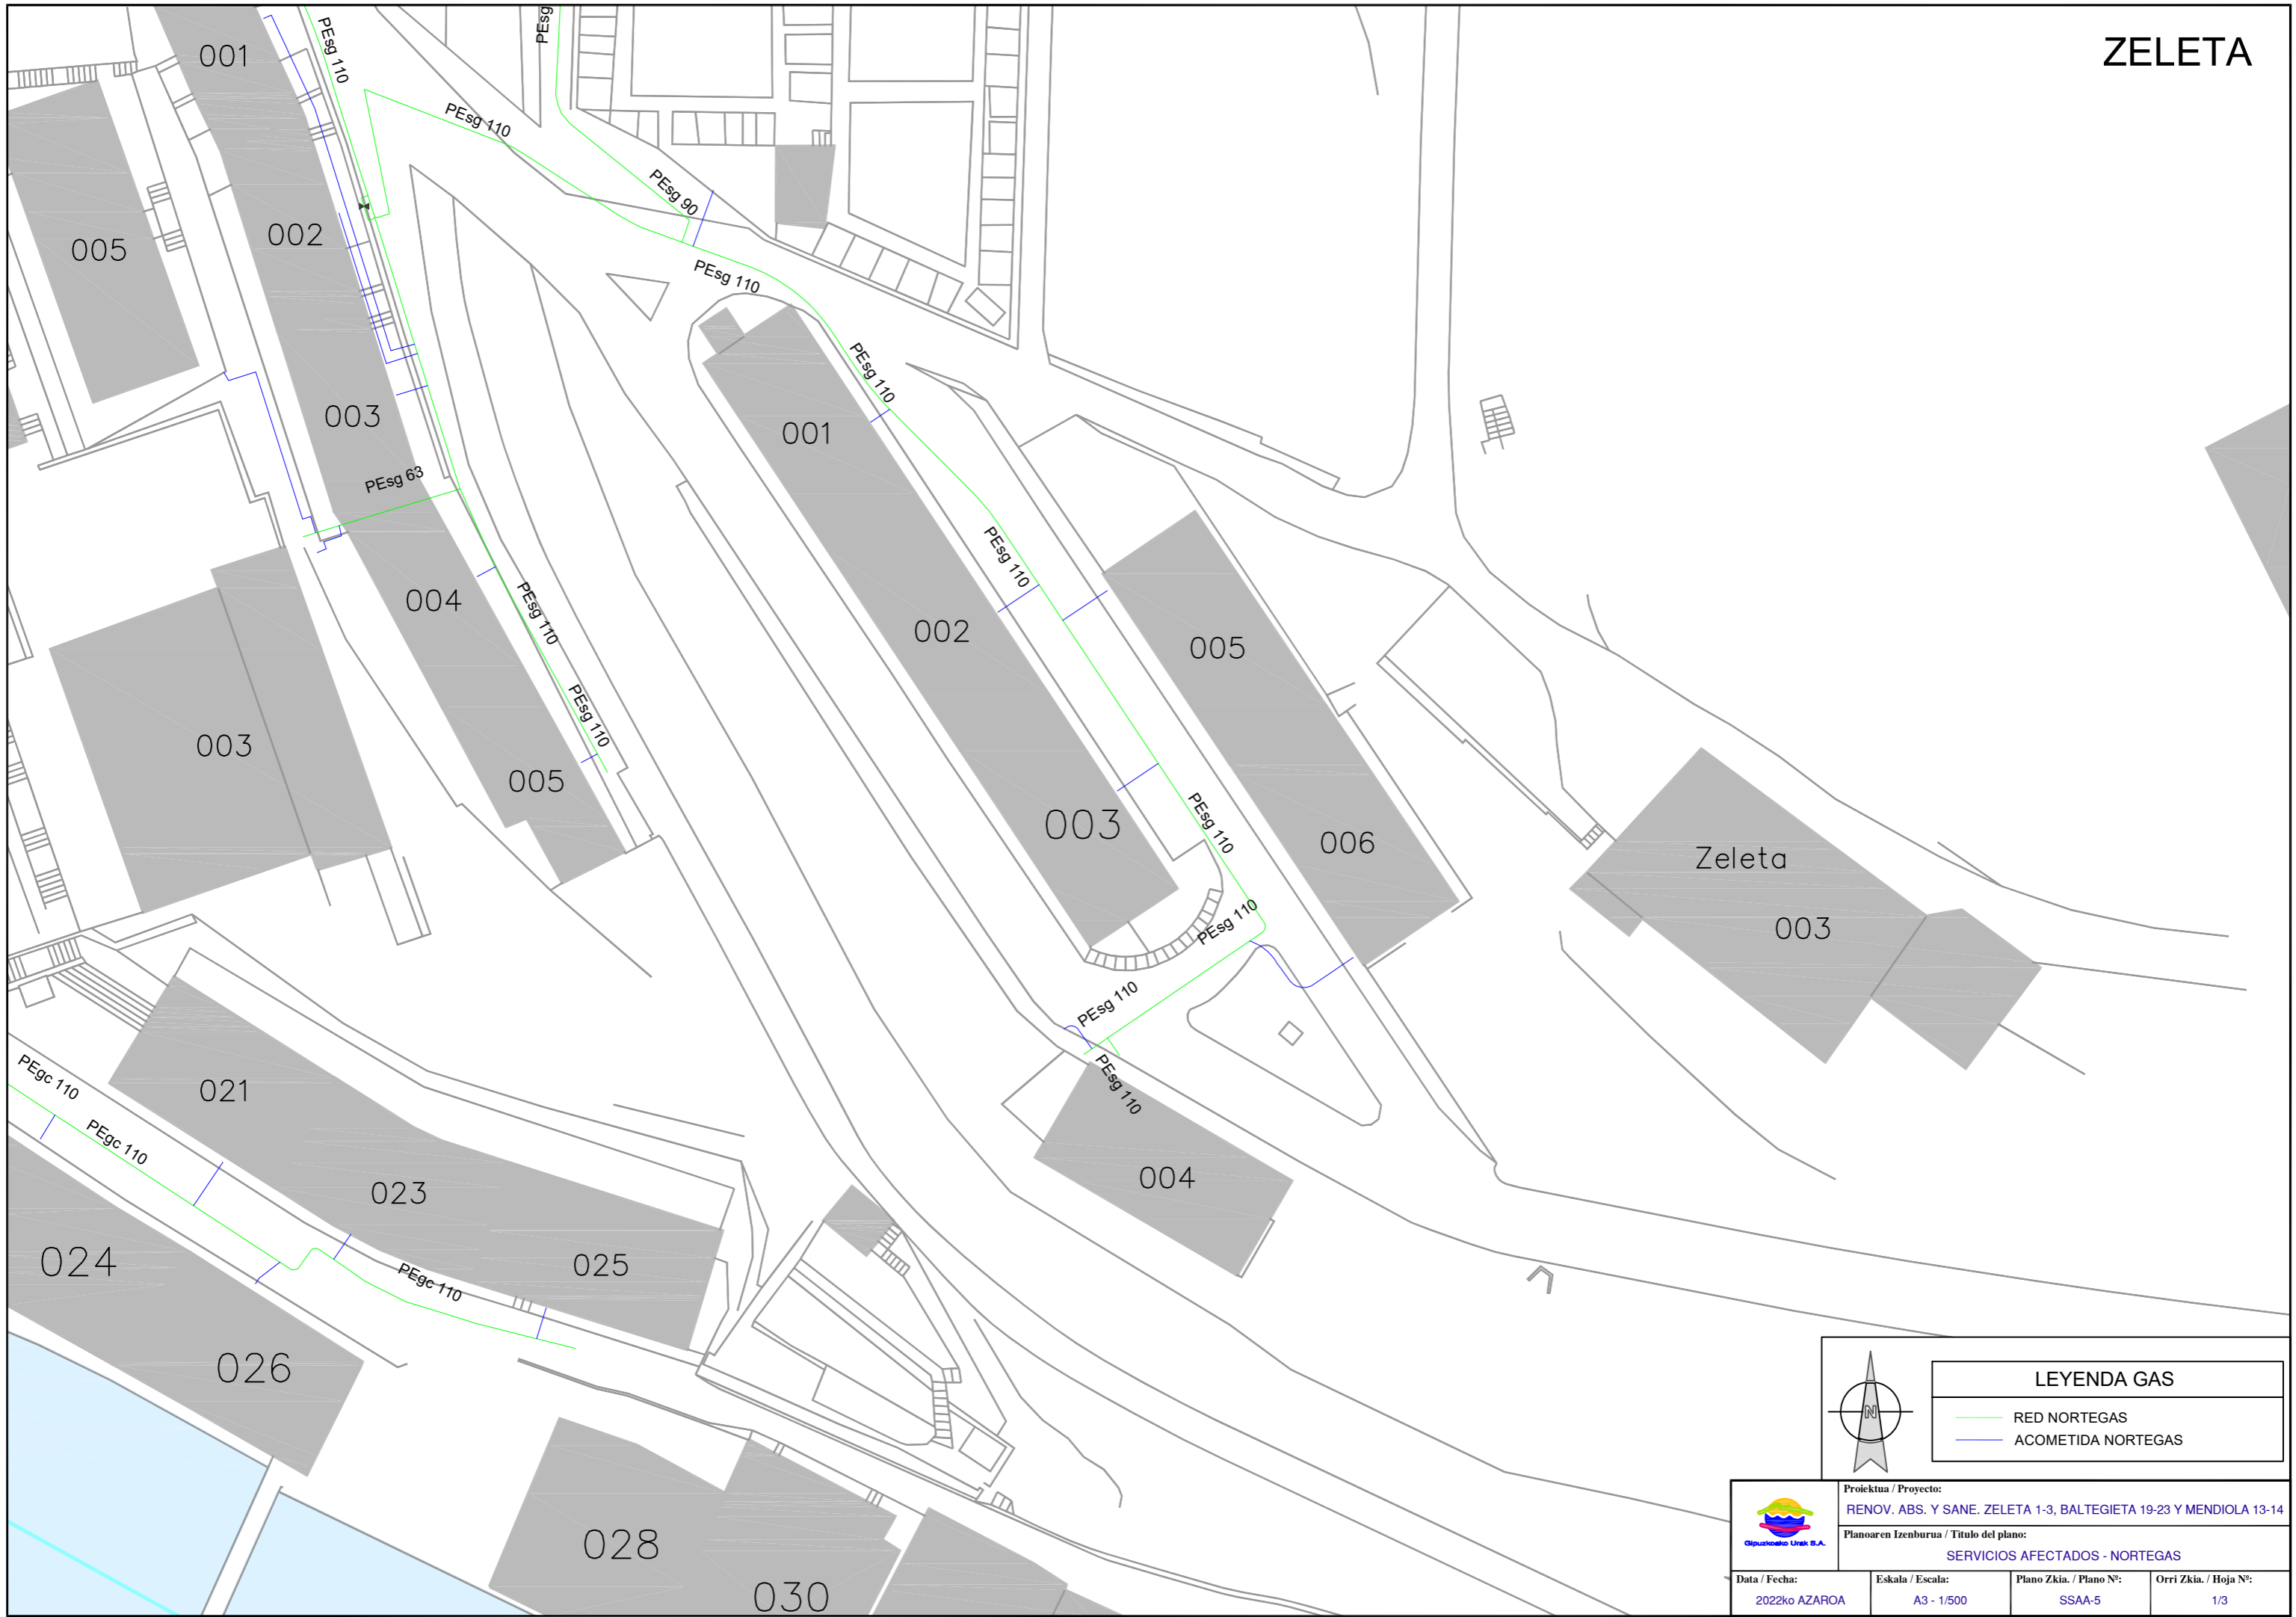 ZELETA
PEsg
PEsg 110
001
PEsg 110
PEsg 90
002
005
PEsg 110
PEsg 110
003
001
PEsg 63
PEsg 110
004
PEsg 110
002
005
PEsg 110
003
005
003
PEsg 110
006
Zeleta
003
PEsg 110
PEsg 110
PEsg 110
PEgc 110
021
PEgc 110
004
023
024
025
PEgc 110
026
028
030
N
LEYENDA GAS
RED NORTEGAS
ACOMETIDA NORTEGAS
Gipuzkoako Urak S.A.
Proiektua / Proyecto:
RENOV. ABS. Y SANE. ZELETA 1-3, BALTEGIETA 19-23 Y MENDIOLA 13-14
Planoaren Izenburua / Titulo del plano:
SERVICIOS AFECTADOS - NORTEGAS
Data / Fecha:
2022ko AZAROA
Eskala / Escala:
A3 - 1/500
Plano Zkia. / Plano Nº:
SSAA-5
Orri Zkia. / Hoja Nº:
1/3